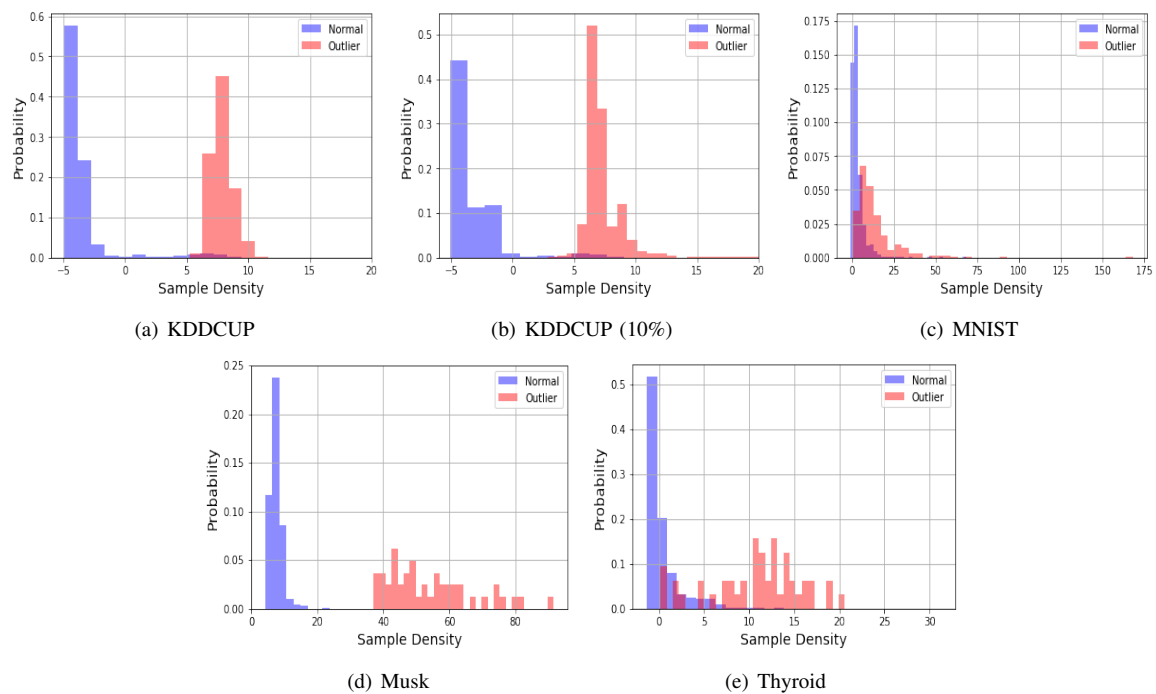 0.6
0.5
0.4
0.3
0.2
0.1
0.0
Probability
-5
0
5
10
15
20
Sample Density
Normal
Outlier
(a) KDDCUP
0.5
0.4
0.3
0.2
0.1
0.0
Probability
-5
0
5
10
15
20
Sample Density
Normal
Outlier
(b) KDDCUP (10%)
0.175
0.150
0.125
0.100
0.075
0.050
0.025
0.000
Probability
0
25
50
75
100
125
150
175
Sample Density
Normal
Outlier
(c) MNIST
0.25
0.20
0.15
0.10
0.05
0.00
Probability
0
20
40
60
80
Sample Density
Normal
Outlier
(d) Musk
0.5
0.4
0.3
0.2
0.1
0.0
Probability
0
5
10
15
20
25
30
Sample Density
Normal
Outlier
(e) Thyroid